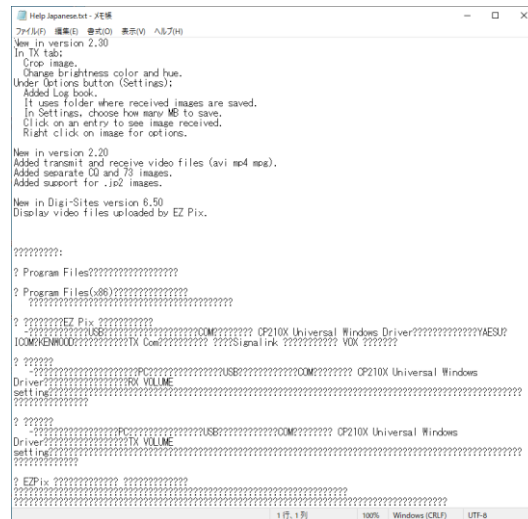 Help Japanese.txt - メモ帳
ファイル(F) 編集(E) 書式(O) 表示(V) ヘルプ(H)
New in version 2.30
In TX tab:
Crop image.
Change brightness color and hue.
Under Options button (Settings):
Added Log book.
It uses folder where received images are saved.
In Settings, choose how many MB to save.
Click on an entry to see image received.
Right click on image for options.
New in version 2.20
Added transmit and receive video files (avi mp4 mpg).
Added separate CQ and 73 images.
Added support for .jp2 images.
New in Digi-Sites version 6.50
Display video files uploaded by EZ Pix.
?????????:
? Program Files??????????????????
? Program Files(x86)???????????????
????????????????????????????????????????
? ????????EZ Pix ???????????
-????????????USB???????????????????COM???????? CP210X Universal Windows Driver?????????????YAESU?
ICOM?KENWOOD???????????TX Com?????????? ????Signalink ??????????? VOX ???????
? ??????
-?????????????????????PC???????????????USB????????????COM???????? CP210X Universal Windows
Driver?????????????????RX VOLUME
setting??????????????????????????????????????????????????????????????????????????????????
???????????????
? ??????
-?????????????????PC???????????????USB????????????COM???????? CP210X Universal Windows
Driver?????????????????TX VOLUME
setting??????????????????????????????????????????????????????????????????????????????????
?????????????
? EZPix ????????????? ?????????????
??????????????????????????????????????????????????????????????????
??????????????????????????????????????????????????????????????????????????????????????
1行、1列 100% Windows (CRLF) UTF-8